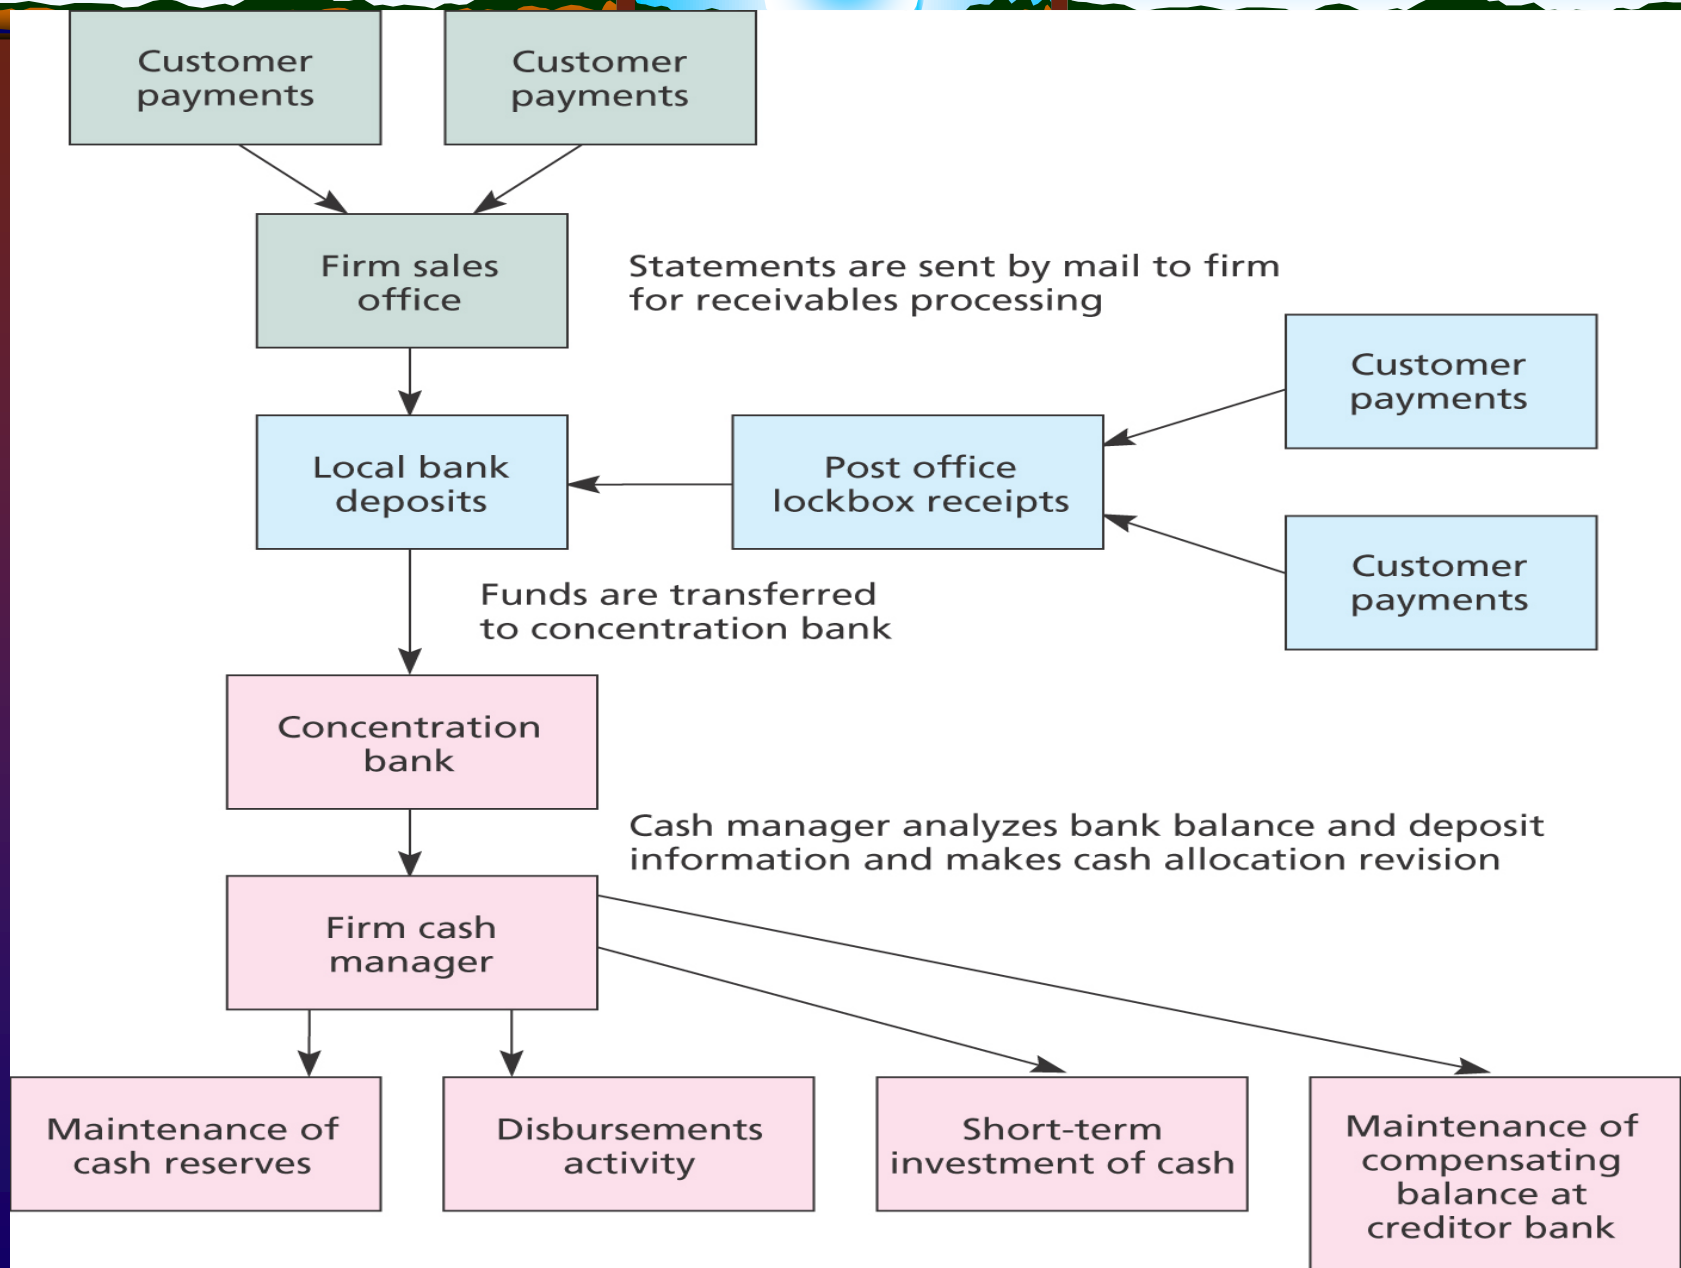 Customer
payments
Customer
payments
Firm sales
office
Statements are sent by mail to firm
for receivables processing
Customer
payments
Local bank
deposits
Post office
lockbox receipts
Customer
payments
Funds are transferred
to concentration bank
Concentration
bank
Cash manager analyzes bank balance and deposit
information and makes cash allocation revision
Firm cash
manager
Maintenance of
cash reserves
Disbursements
activity
Short-term
investment of cash
Maintenance of
compensating
balance at
creditor bank